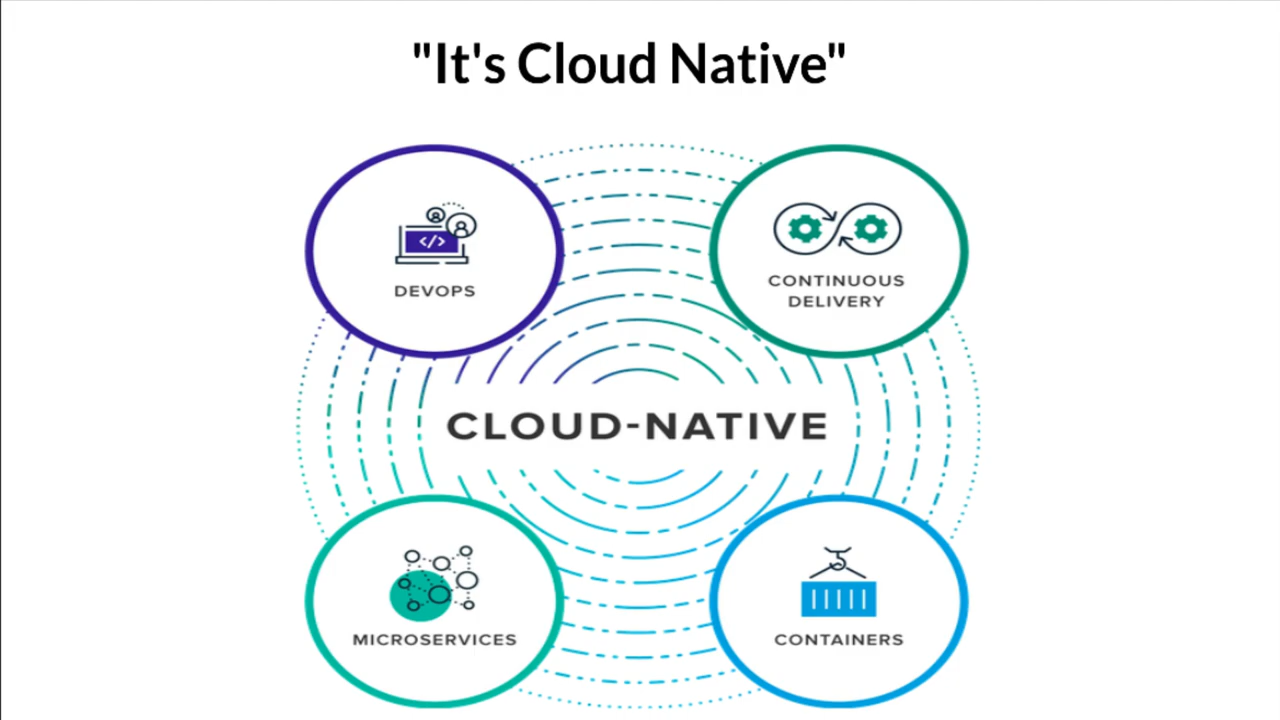 "It's Cloud Native"
DEVOPS
</>
CONTINUOUS
DELIVERY
CLOUD-NATIVE
MICROSERVICES
CONTAINERS